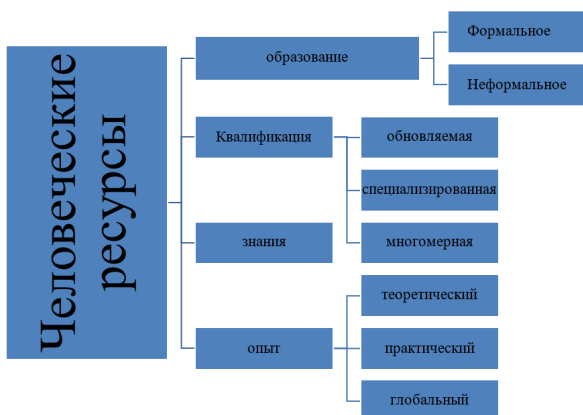 Человеческие
ресурсы
образование
Формальное
Неформальное
Квалификация
обновляемая
специализированная
многомерная
знания
опыт
теоретический
практический
глобальный